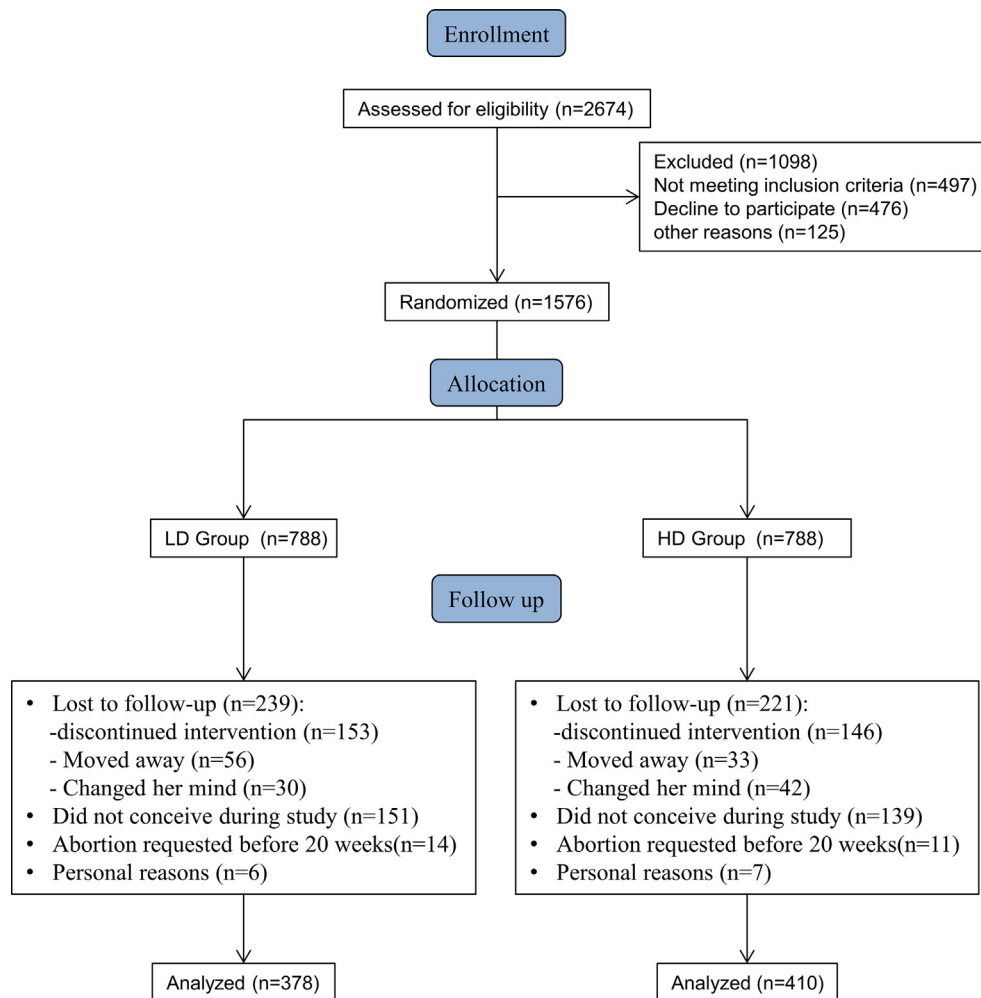 Enrollment
Assessed for eligibility (n=2674)
Excluded (n=1098)
Not meeting inclusion criteria (n=497)
Decline to participate (n=476)
other reasons (n=125)
Randomized (n=1576)
Allocation
LD Group (n=788)
HD Group (n=788)
Follow up
• Lost to follow-up (n=239):
-discontinued intervention (n=153)
- Moved away (n=56)
- Changed her mind (n=30)
• Did not conceive during study (n=151)
• Abortion requested before 20 weeks(n=14)
• Personal reasons (n=6)
• Lost to follow-up (n=221):
-discontinued intervention (n=146)
- Moved away (n=33)
- Changed her mind (n=42)
• Did not conceive during study (n=139)
• Abortion requested before 20 weeks(n=11)
• Personal reasons (n=7)
Analyzed (n=378)
Analyzed (n=410)